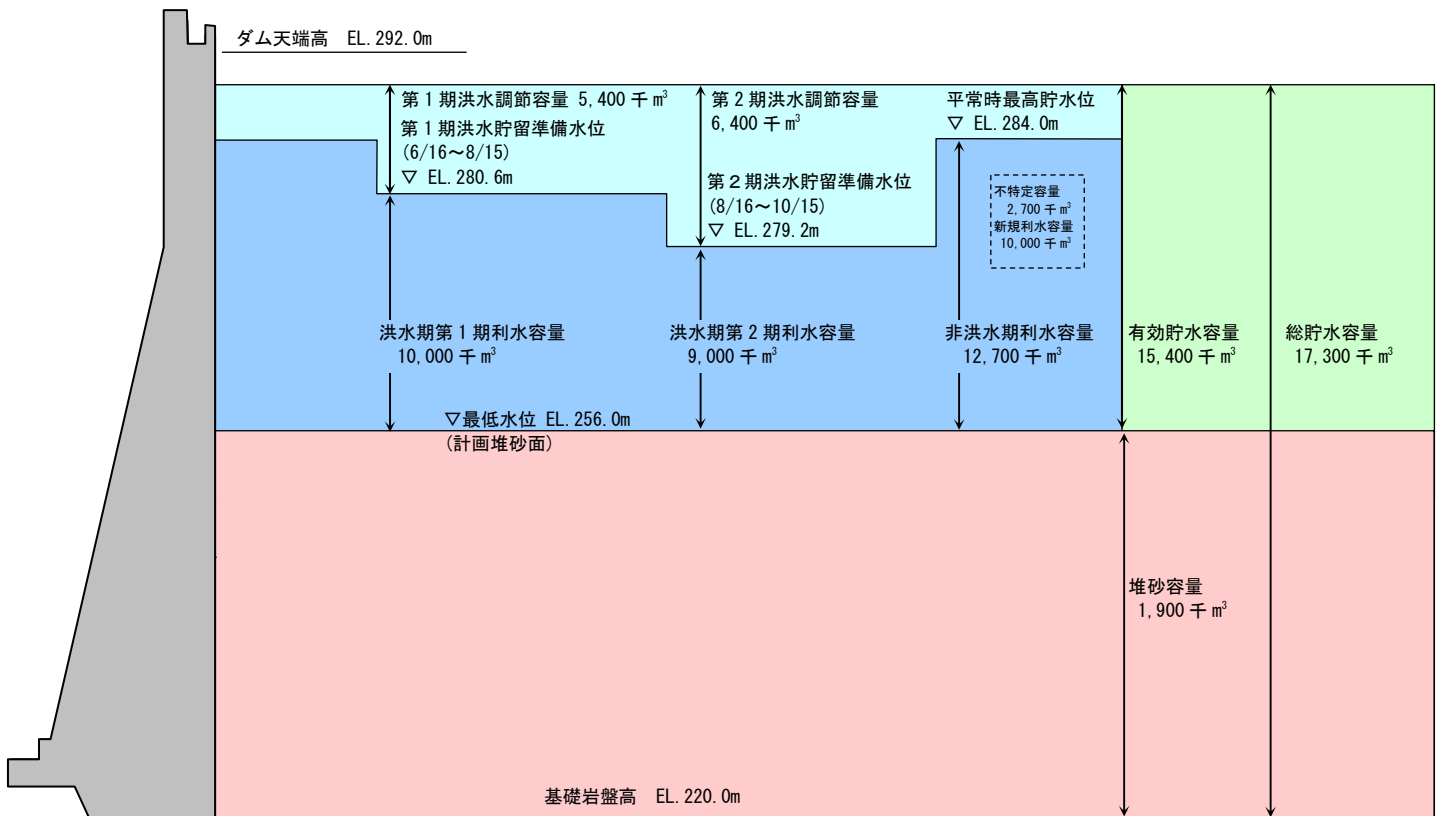 ダム天端高 EL.292.0m
第１期洪水調節容量 5,400千㎥
第１期洪水貯留準備水位
(6/16～8/15)
▽ EL.280.6m
第２期洪水調節容量
6,400千㎥
第２期洪水貯留準備水位
(8/16～10/15)
▽ EL.279.2m
平常時最高貯水位
▽ EL.284.0m
不特定容量
2,700千㎥
新規利水容量
10,000千㎥
洪水期第１期利水容量
10,000千㎥
洪水期第２期利水容量
9,000千㎥
非洪水期利水容量
12,700千㎥
有効貯水容量
15,400千㎥
総貯水容量
17,300千㎥
▽最低水位 EL.256.0m
(計画堆砂面)
堆砂容量
1,900千㎥
基礎岩盤高 EL.220.0m